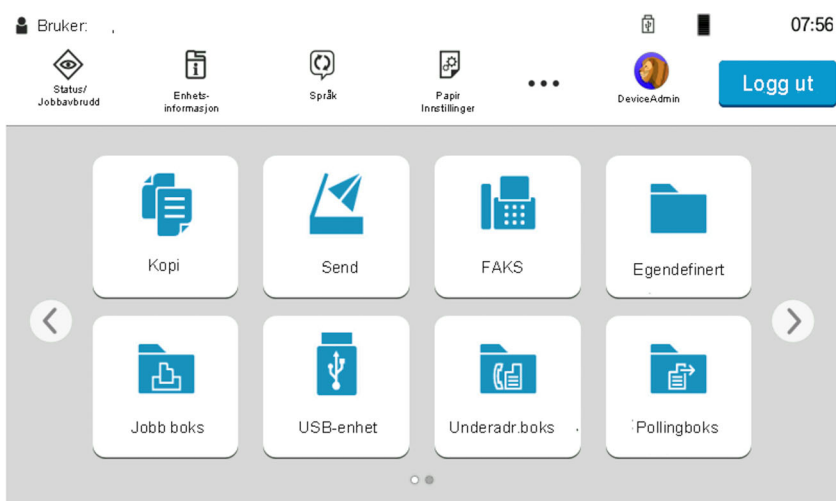 Bruker:
07:56
Status/
Jobbavbrudd
Enhets-
informasjon
Språk
Papir
Innstillinger
DeviceAdmin
Logg ut
Kopi
Send
FAKS
Egendefinert
Jobb boks
USB-enhet
Underadr.boks
Pollingboks